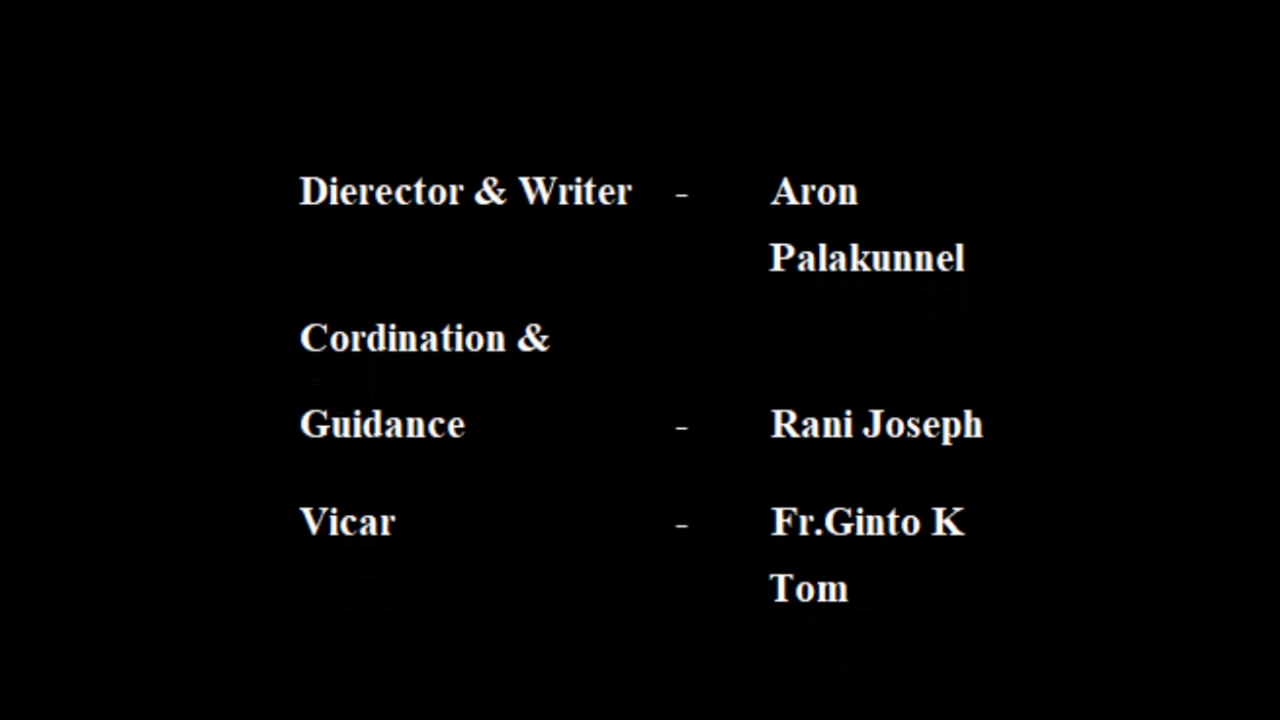 Dierector & Writer - Aron
Palakunnel
Cordination &
Guidance - Rani Joseph
Vicar - Fr.Ginto K
Tom